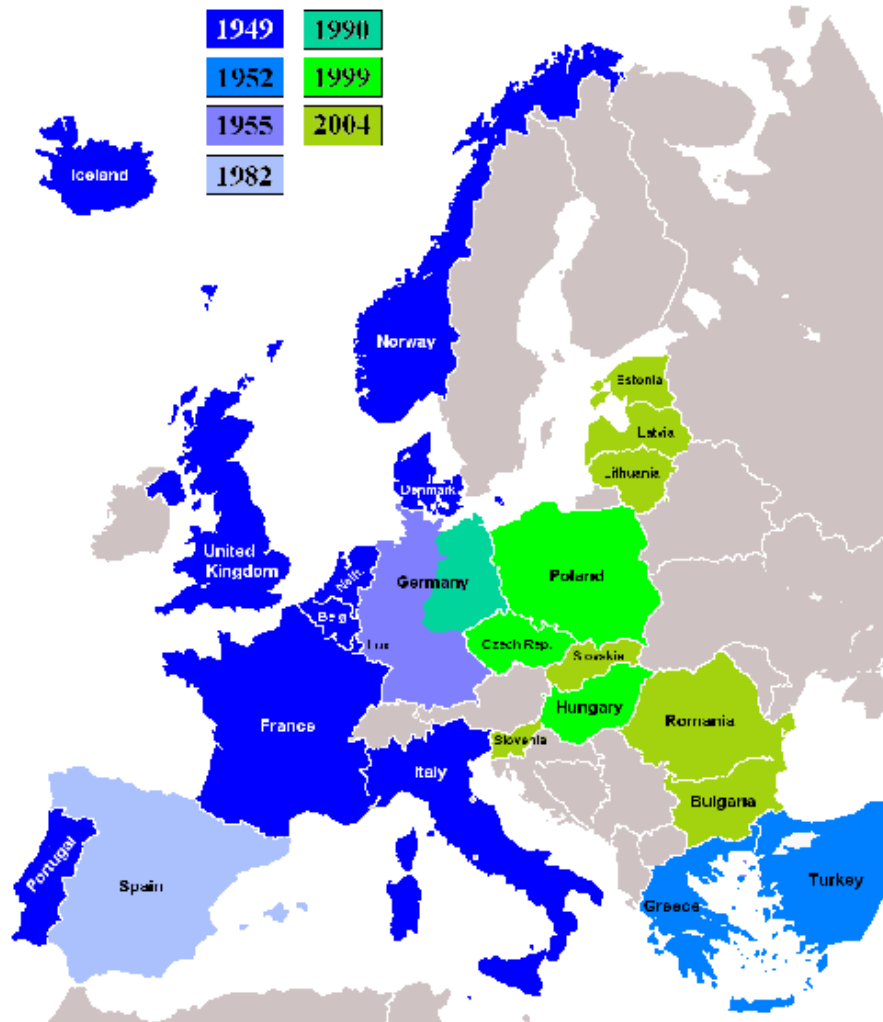 1949 1990
1952 1999
1955 2004
1982
Iceland
Norway
Estonia
Latvia
Lithuania
Denmark
United
Kingdom
Neth.
Belg
Germany
Poland
Lux
Czech Rep.
Slovakia
Hungary
France
Slovenia
Romania
Italy
Bulgaria
Portugal
Spain
Turkey
Greece